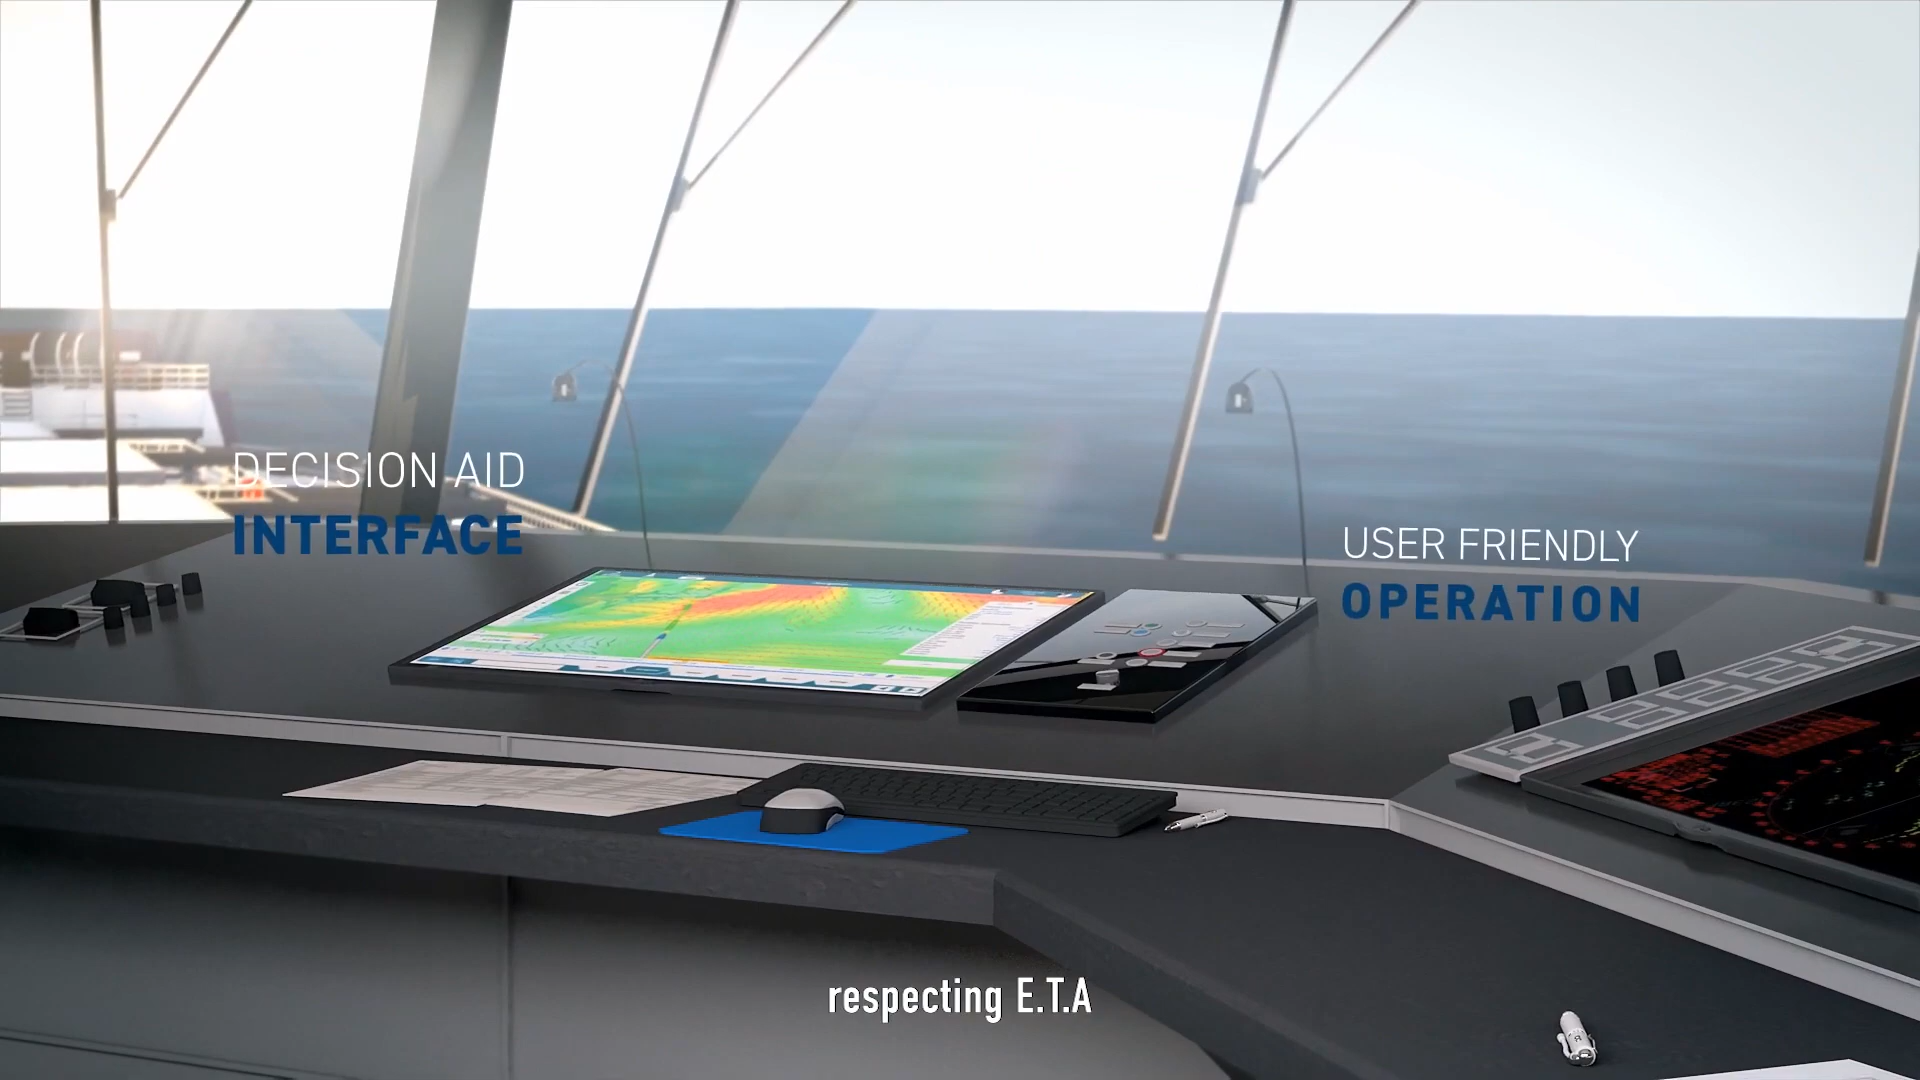 DECISION AID
INTERFACE
USER FRIENDLY
OPERATION
respecting E.T.A